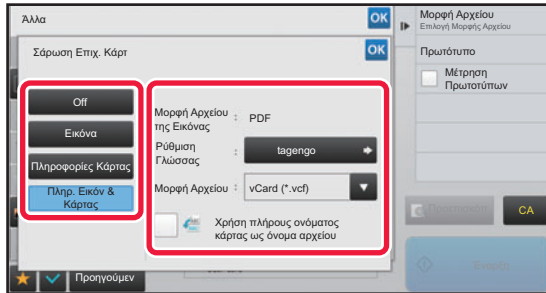 Άλλα
OK
Σάρωση Επιχ. Κάρτ
OK
Off
Εικόνα
Πληροφορίες Κάρτας
Πληρ. Εικόν &
Κάρτας
Μορφή Αρχείου
της Εικόνας
:
PDF
Ρύθμιση
Γλώσσας
:
tagengo
Μορφή Αρχείου :
vCard (*.vcf)
Χρήση πλήρους ονόματος
κάρτας ως όνομα αρχείου
Προηγούμεν
Μορφή Αρχείου
Επιλογή Μορφής Αρχείου
Πρωτότυπο
Μέτρηση
Πρωτοτύπων
CA